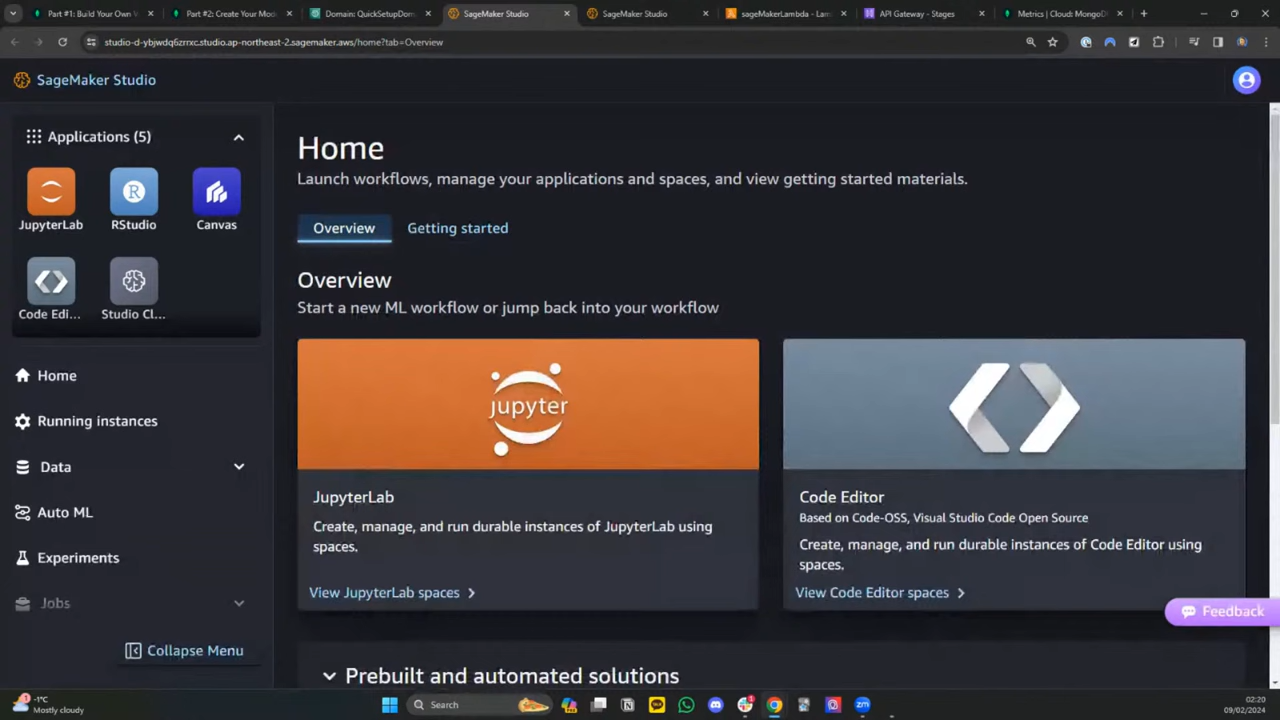 Part #1: Build Your Own V
Part #2: Create Your Mod
Domain: QuickSetupDom
SageMaker Studio
SageMaker Studio
sageMakerLambda - Lam
API Gateway - Stages
Metrics | Cloud: MongoD
studio-d-ybjwdq6zrrxc.studio.ap-northeast-2.sagemaker.aws/home?tab=Overview
SageMaker Studio
Applications (5)
JupyterLab
RStudio
Canvas
Code Edi...
Studio Cl...
Home
Running instances
Data
Auto ML
Experiments
Jobs
Collapse Menu
Home
Launch workflows, manage your applications and spaces, and view getting started materials.
Overview
Getting started
Overview
Start a new ML workflow or jump back into your workflow
jupyter
JupyterLab
Create, manage, and run durable instances of JupyterLab using
spaces.
View JupyterLab spaces
Code Editor
Based on Code-OSS, Visual Studio Code Open Source
Create, manage, and run durable instances of Code Editor using
spaces.
View Code Editor spaces
Feedback
Prebuilt and automated solutions
-1°C
Mostly cloudy
Search
02:20
09/02/2024